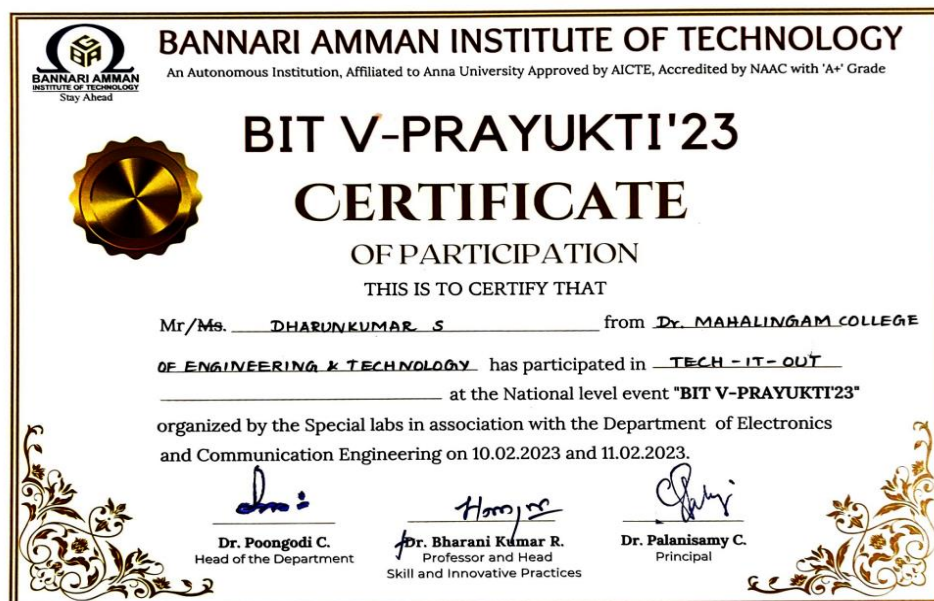 BANNARI AMMAN INSTITUTE OF TECHNOLOGY
An Autonomous Institution, Affiliated to Anna University Approved by AICTE, Accredited by NAAC with 'A+' Grade
BANNARI AMMAN
INSTITUTE OF TECHNOLOGY
Stay Ahead
BIT V-PRAYUKTI'23
CERTIFICATE
OF PARTICIPATION
THIS IS TO CERTIFY THAT
Mr/Ms. DHARUNKUMAR S from Dr. MAHALINGAM COLLEGE
OF ENGINEERING & TECHNOLOGY has participated in TECH-IT-OUT
at the National level event "BIT V-PRAYUKTI'23"
organized by the Special labs in association with the Department of Electronics
and Communication Engineering on 10.02.2023 and 11.02.2023.
Dr. Poongodi C.
Head of the Department
Dr. Bharani Kumar R.
Professor and Head
Skill and Innovative Practices
Dr. Palanisamy C.
Principal